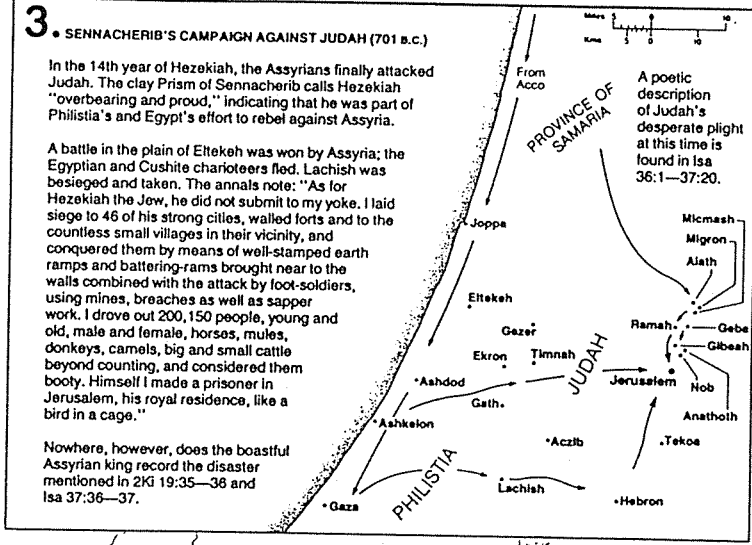 3. SENNACHERIB'S CAMPAIGN AGAINST JUDAH (701 B.C.)
In the 14th year of Hezekiah, the Assyrians finally attacked
Judah. The clay Prism of Sennacherib calls Hezekiah
"overbearing and proud," indicating that he was part of
Philistia's and Egypt's effort to rebel against Assyria.
A battle in the plain of Eltekeh was won by Assyria; the
Egyptian and Cushite charioteers fled. Lachish was
besieged and taken. The annals note: "As for
Hezekiah the Jew, he did not submit to my yoke. I laid
siege to 46 of his strong cities, walled forts and to the
countless small villages in their vicinity, and
conquered them by means of well-stamped earth
ramps and battering-rams brought near to the
walls combined with the attack by foot-soldiers,
using mines, breaches as well as sapper
work. I drove out 200,150 people, young and
old, male and female, horses, mules,
donkeys, camels, big and small cattle
beyond counting, and considered them
booty. Himself I made a prisoner in
Jerusalem, his royal residence, like a
bird in a cage."
Nowhere, however, does the boastful
Assyrian king record the disaster
mentioned in 2Ki 19:35—36 and
Isa 37:36—37.
Miles 5 0 10
Kms. 5 0 10
From
Acco
PROVINCE OF
SAMARIA
A poetic
description
of Judah's
desperate plight
at this time is
found in Isa
36:1—37:20.
Micmash
Migron
Aiath
Joppa
Eltekeh
Gezer
Ramah
Geba
Gibeah
Ekron
Timnah
JUDAH
Jerusalem
Nob
Anathoth
Ashdod
Gath
Ashkelon
Aczib
Tekoa
PHILISTIA
Lachish
Hebron
Gaza